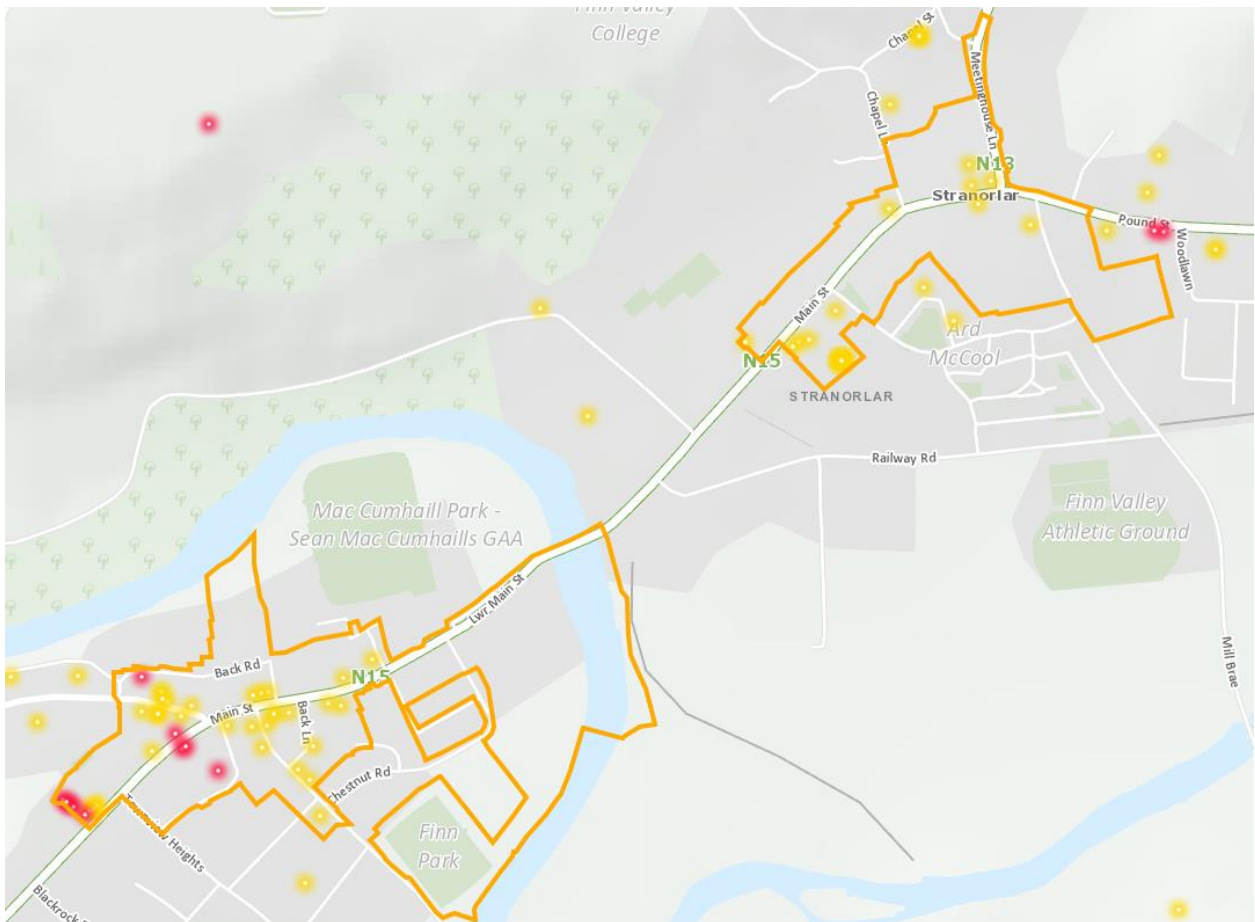 Finn Valley
College
Chapel St
Meetinghouse Ln
Chapel Ln
N13
Stranorlar
Pound St
Woodlawn
Main St
Ard
McCool
N15
STRANORLAR
Railway Rd
Mac Cumhaill Park -
Sean Mac Cumhaills GAA
Finn Valley
Athletic Ground
Lwr Main St
Mill Brae
Back Rd
N15
Main St
Back Ln
Chestnut Rd
Townview Heights
Finn
Park
Blackrock